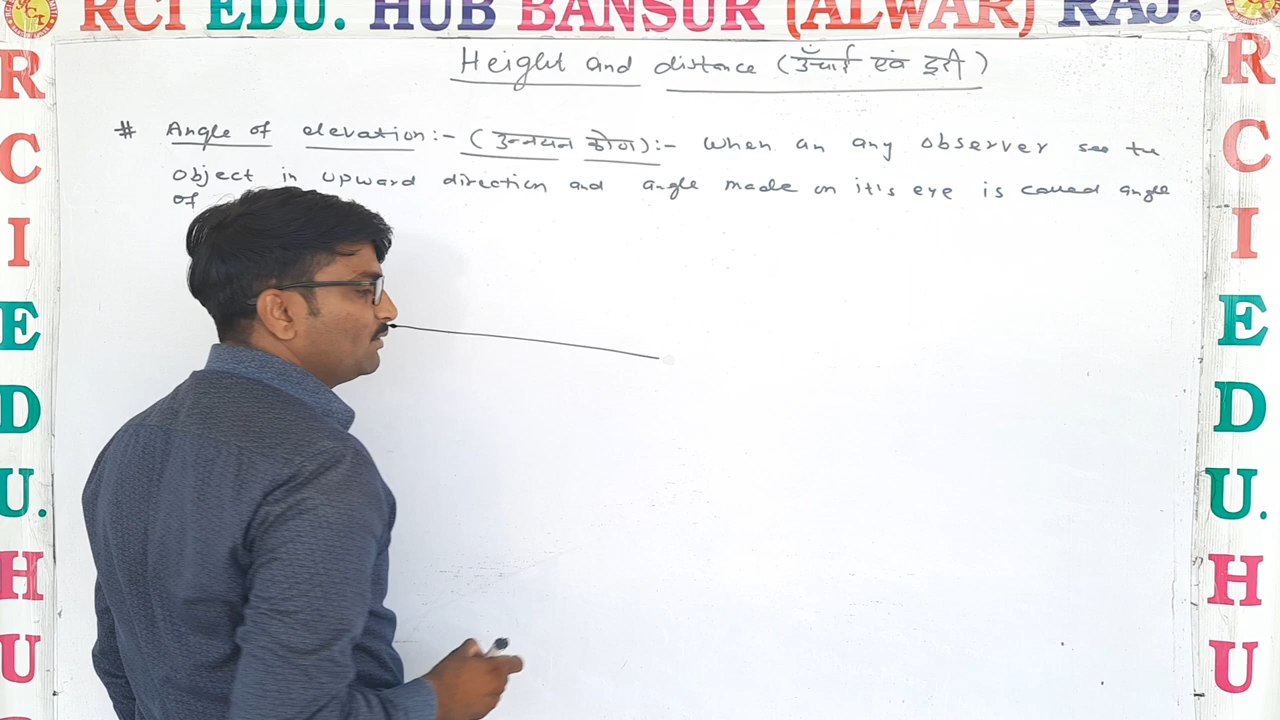 RCI EDU. HUB BANSUR (ALWAR) RAJ.
Height and distance (ऊँचाई एवं दूरी)
# Angle of elevation:- (उन्नयन कोण):- when an any observer see the
object in upward direction and angle made on it's eye is called angle
of
R
C
I
E
D
U.
H
U
R
C
I
E
D
U.
H
U